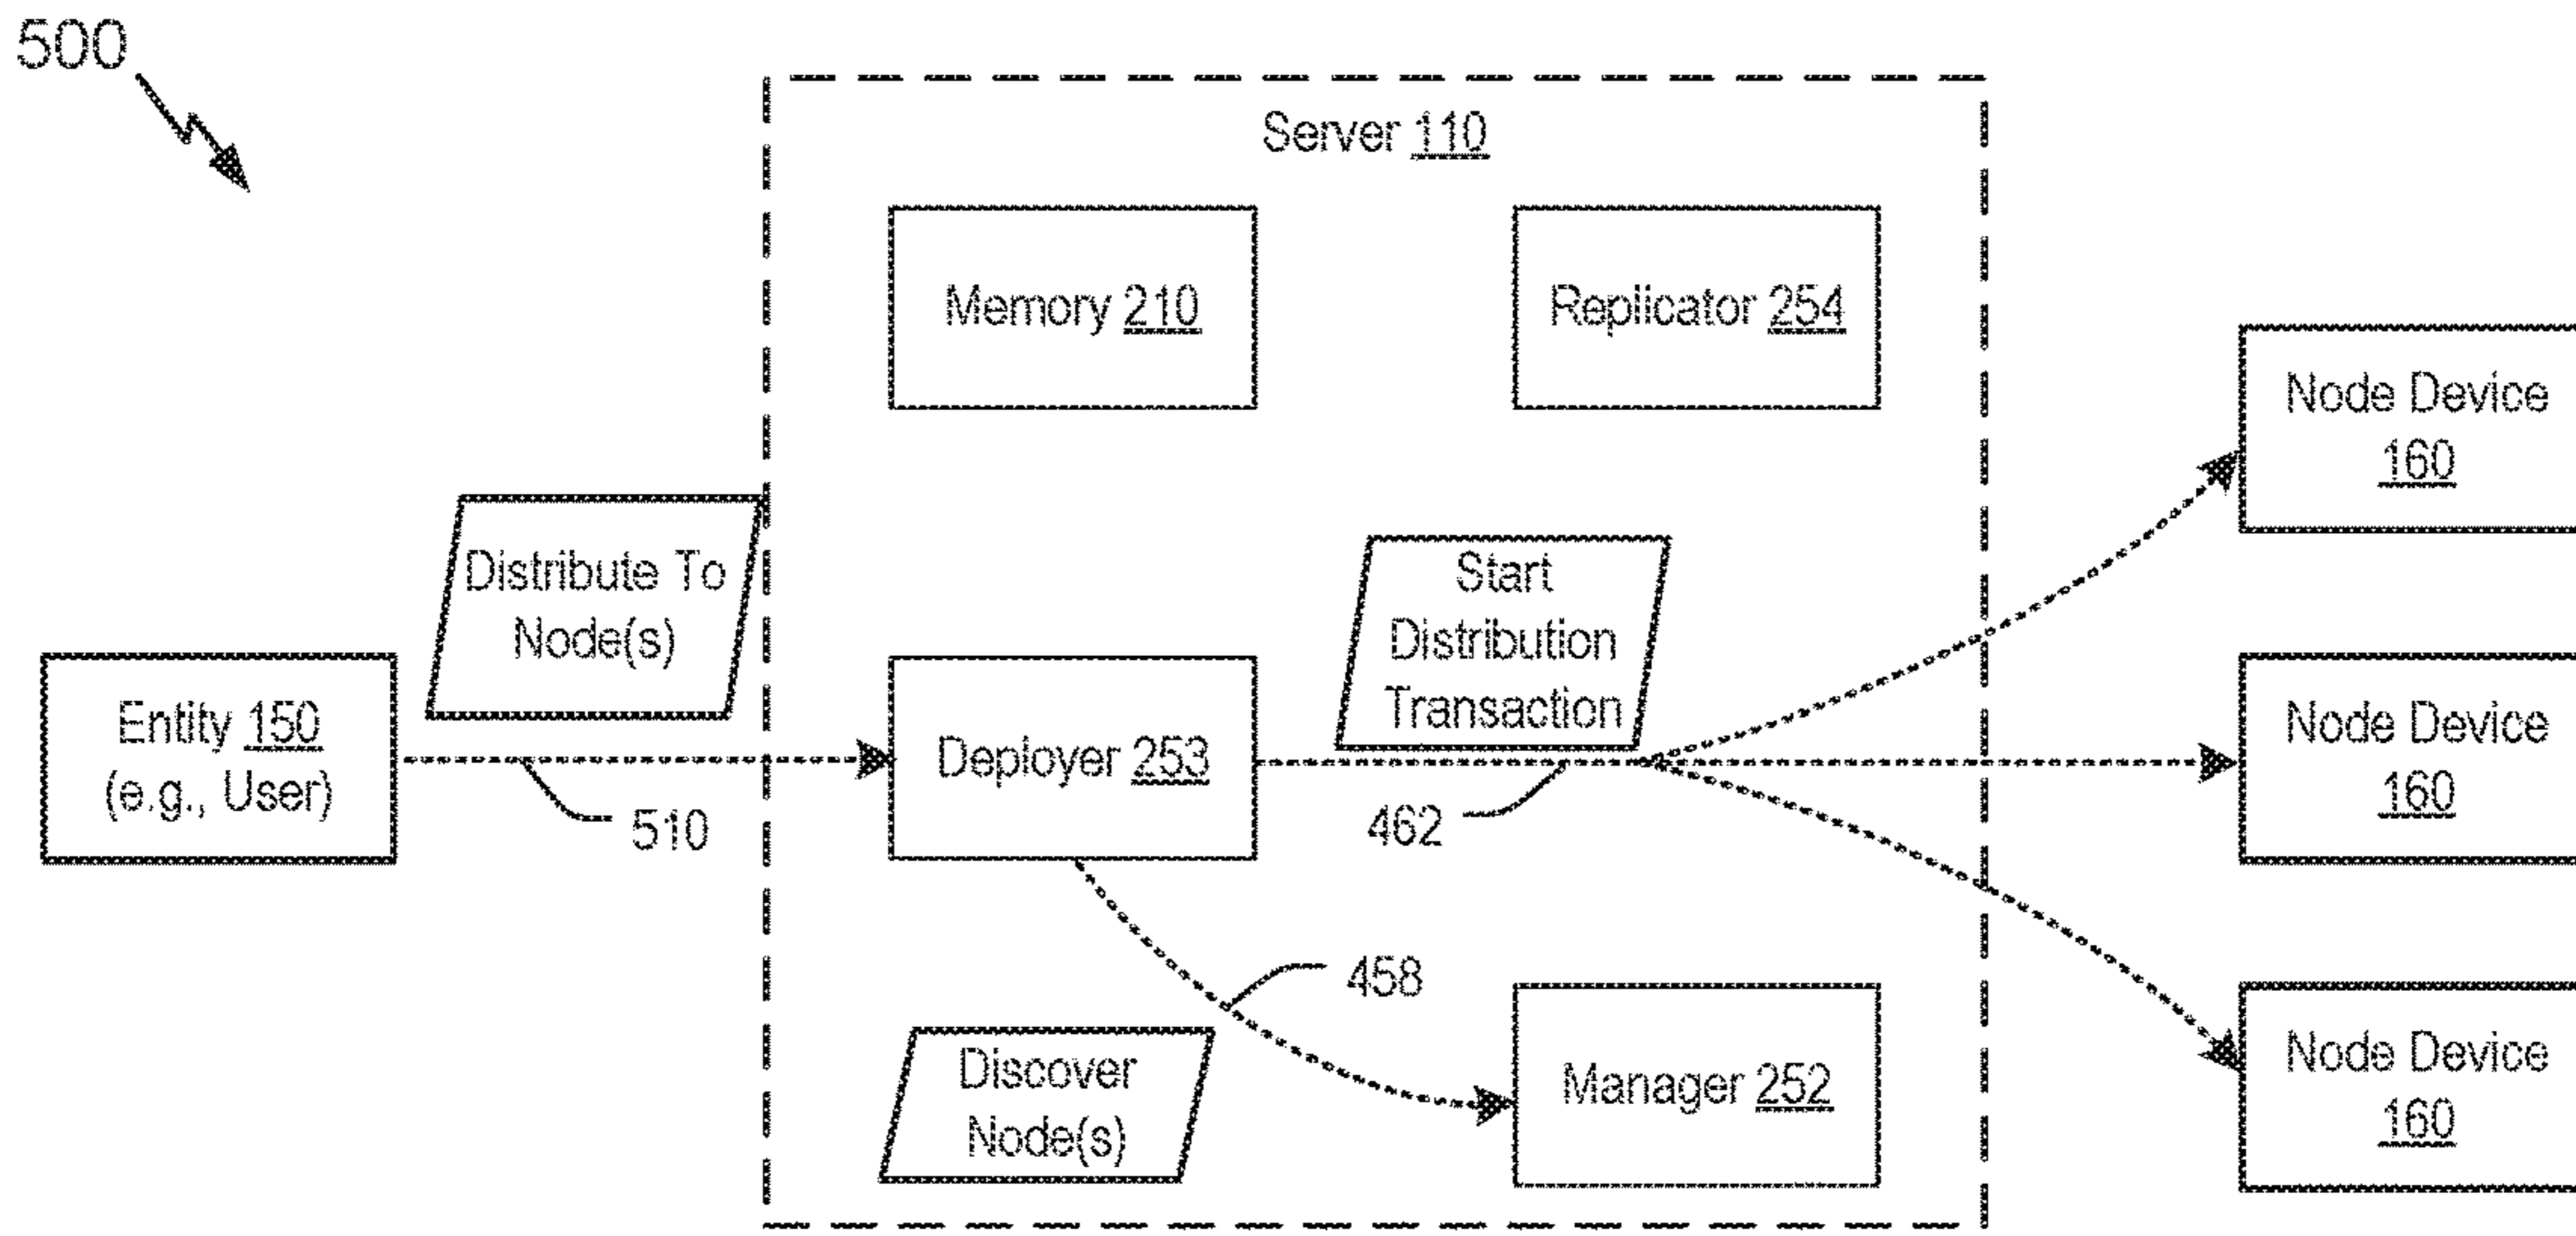 500
Server 110
Memory 210
Replicator 254
Node Device
160
Distribute To
Node(s)
Start
Distribution
Transaction
Entity 150
(e.g., User)
510
Deployer 253
462
Node Device
160
458
Discover
Node(s)
Manager 252
Node Device
160